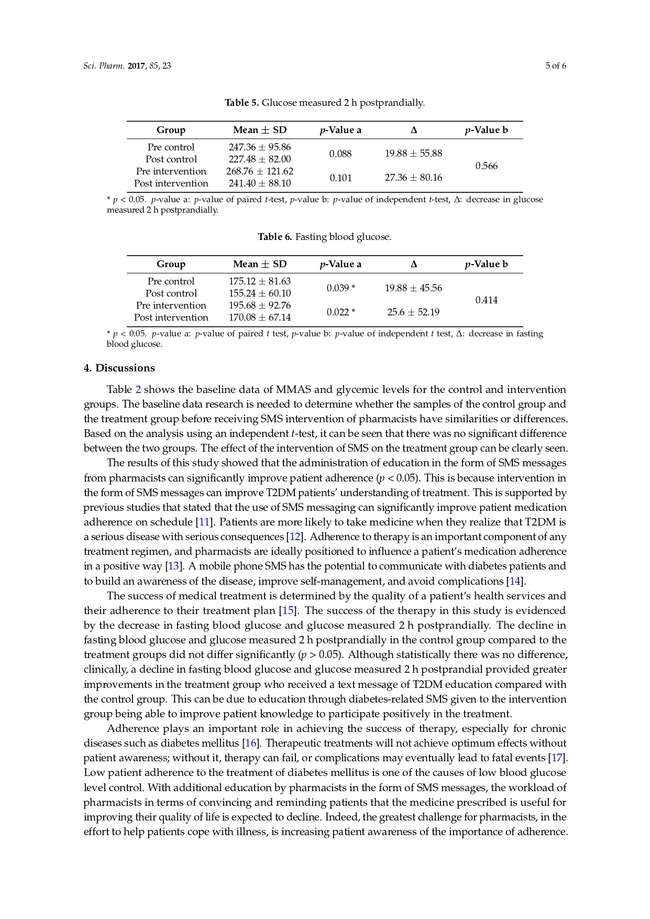 Sci. Pharm. 2017, 85, 23 5 of 6
Table 5. Glucose measured 2 h postprandially.
Group Mean ± SD p-Value a Δ p-Value b
Pre control 247.36 ± 95.86 0.088 19.88 ± 55.88 0.566
Post control 227.48 ± 82.00
Pre intervention 268.76 ± 121.62 0.101 27.36 ± 80.16
Post intervention 241.40 ± 88.10
* p < 0.05. p-value a: p-value of paired t-test, p-value b: p-value of independent t-test, Δ: decrease in glucose
measured 2 h postprandially.
Table 6. Fasting blood glucose.
Group Mean ± SD p-Value a Δ p-Value b
Pre control 175.12 ± 81.63 0.039 * 19.88 ± 45.56 0.414
Post control 155.24 ± 60.10
Pre intervention 195.68 ± 92.76 0.022 * 25.6 ± 52.19
Post intervention 170.08 ± 67.14
* p < 0.05. p-value a: p-value of paired t test, p-value b: p-value of independent t test, Δ: decrease in fasting
blood glucose.
4. Discussions
Table 2 shows the baseline data of MMAS and glycemic levels for the control and intervention
groups. The baseline data research is needed to determine whether the samples of the control group and
the treatment group before receiving SMS intervention of pharmacists have similarities or differences.
Based on the analysis using an independent t-test, it can be seen that there was no significant difference
between the two groups. The effect of the intervention of SMS on the treatment group can be clearly seen.
The results of this study showed that the administration of education in the form of SMS messages
from pharmacists can significantly improve patient adherence (p < 0.05). This is because intervention in
the form of SMS messages can improve T2DM patients' understanding of treatment. This is supported by
previous studies that stated that the use of SMS messaging can significantly improve patient medication
adherence on schedule [11]. Patients are more likely to take medicine when they realize that T2DM is
a serious disease with serious consequences [12]. Adherence to therapy is an important component of any
treatment regimen, and pharmacists are ideally positioned to influence a patient's medication adherence
in a positive way [13]. A mobile phone SMS has the potential to communicate with diabetes patients and
to build an awareness of the disease, improve self-management, and avoid complications [14].
The success of medical treatment is determined by the quality of a patient's health services and
their adherence to their treatment plan [15]. The success of the therapy in this study is evidenced
by the decrease in fasting blood glucose and glucose measured 2 h postprandially. The decline in
fasting blood glucose and glucose measured 2 h postprandially in the control group compared to the
treatment groups did not differ significantly (p > 0.05). Although statistically there was no difference,
clinically, a decline in fasting blood glucose and glucose measured 2 h postprandial provided greater
improvements in the treatment group who received a text message of T2DM education compared with
the control group. This can be due to education through diabetes-related SMS given to the intervention
group being able to improve patient knowledge to participate positively in the treatment.
Adherence plays an important role in achieving the success of therapy, especially for chronic
diseases such as diabetes mellitus [16]. Therapeutic treatments will not achieve optimum effects without
patient awareness; without it, therapy can fail, or complications may eventually lead to fatal events [17].
Low patient adherence to the treatment of diabetes mellitus is one of the causes of low blood glucose
level control. With additional education by pharmacists in the form of SMS messages, the workload of
pharmacists in terms of convincing and reminding patients that the medicine prescribed is useful for
improving their quality of life is expected to decline. Indeed, the greatest challenge for pharmacists, in the
effort to help patients cope with illness, is increasing patient awareness of the importance of adherence.